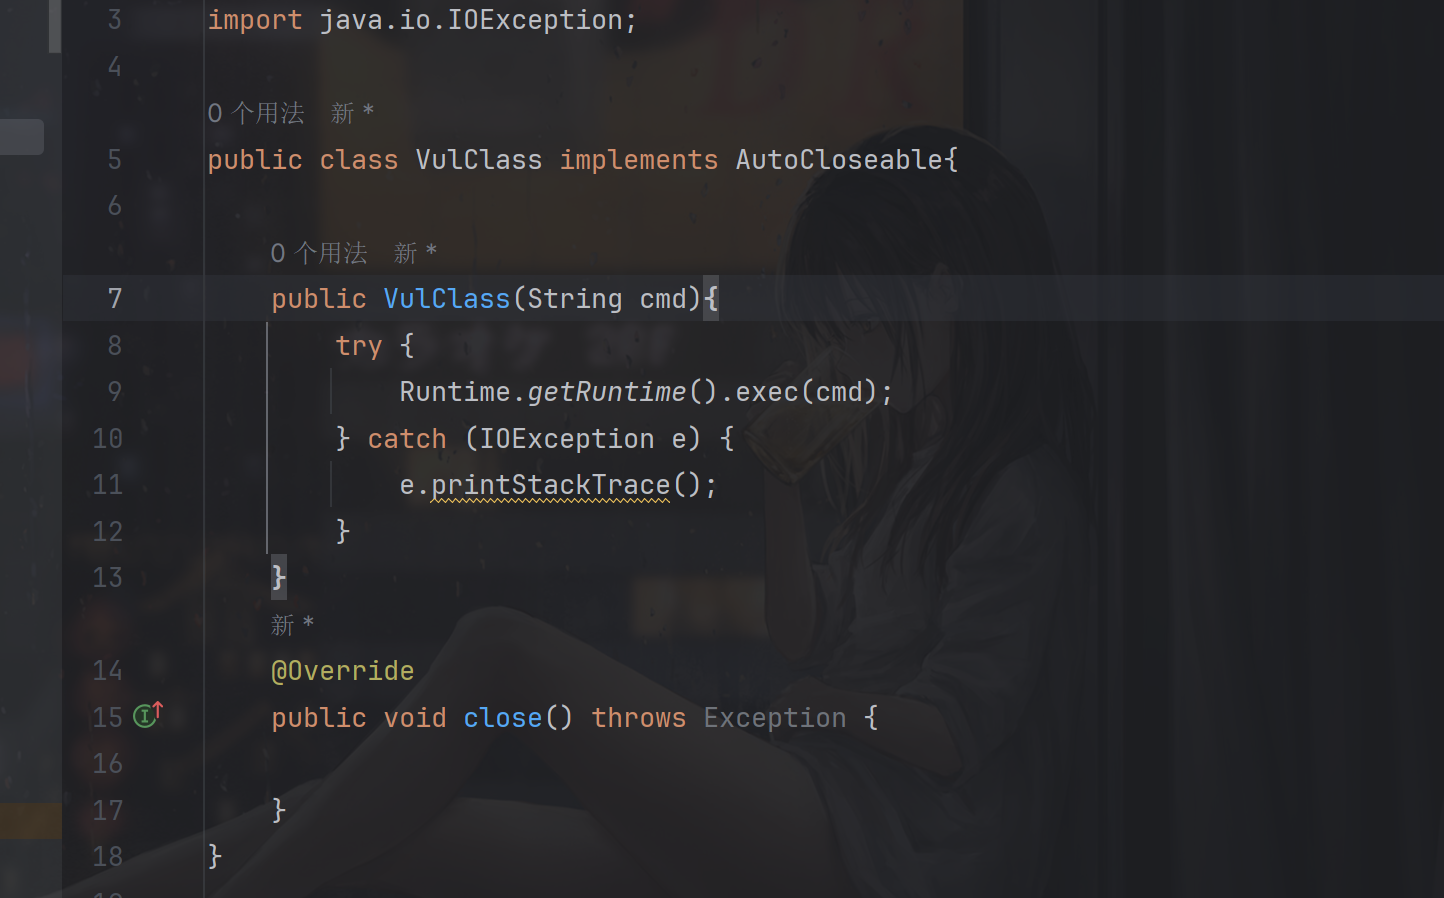 3 import java.io.IOException;
4
0 个用法 新 *
5 public class VulClass implements AutoCloseable{
6
0 个用法 新 *
7 public VulClass(String cmd){
8 try {
9 Runtime.getRuntime().exec(cmd);
10 } catch (IOException e) {
11 e.printStackTrace();
12 }
13 }
新 *
14 @Override
15 public void close() throws Exception {
16
17 }
18 }